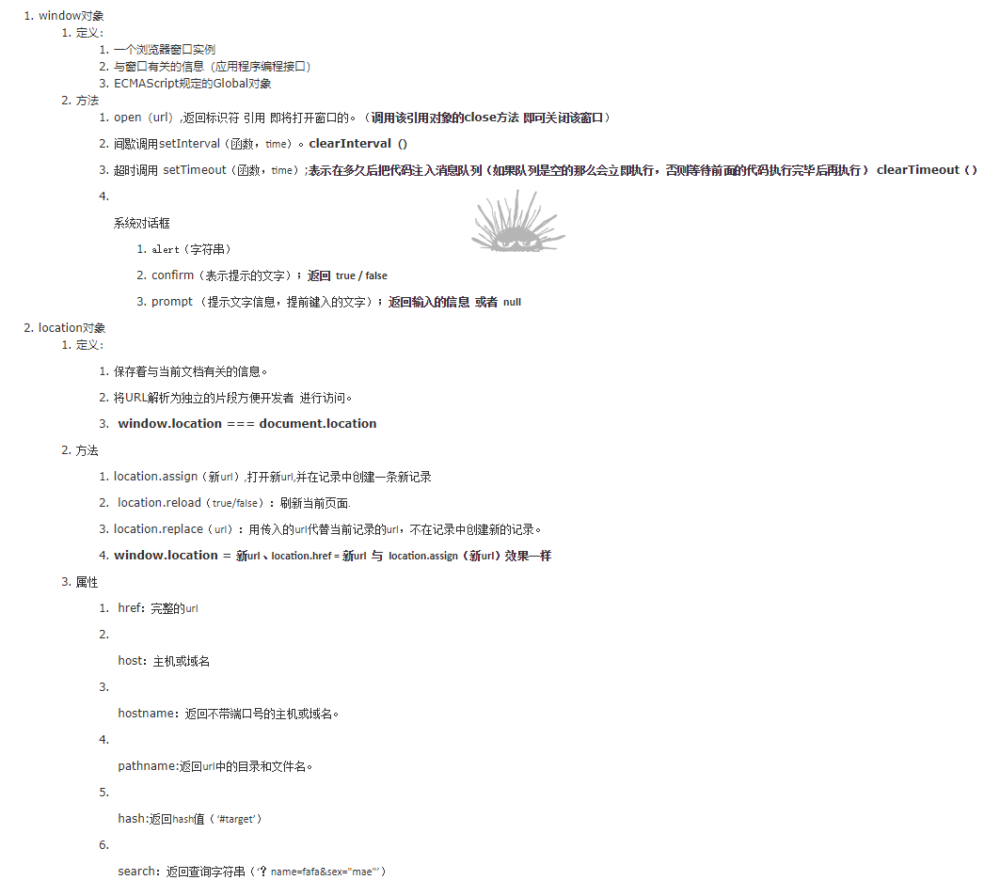 1. window对象
1. 定义:
1. 一个浏览器窗口实例
2. 与窗口有关的信息（应用程序编程接口）
3. ECMAScript规定的Global对象
2. 方法
1. open（url）,返回标识符 引用 即将打开窗口的。（调用该引用对象的close方法 即可关闭该窗口）
2. 间歇调用setInterval（函数，time）。clearInterval（）
3. 超时调用 setTimeout（函数，time）;表示在多久后把代码注入消息队列（如果队列是空的那么会立即执行，否则等待前面的代码执行完毕后再执行） clearTimeout（）
4.
系统对话框
1. alert（字符串）
2. confirm（表示提示的文字）；返回 true / false
3. prompt （提示文字信息，提前键入的文字）；返回输入的信息 或者 null
2. location对象
1. 定义:
1. 保存着与当前文档有关的信息。
2. 将URL解析为独立的片段方便开发者 进行访问。
3. window.location === document.location
2. 方法
1. location.assign（新url）,打开新url,并在记录中创建一条新记录
2. location.reload（true/false）：刷新当前页面.
3. location.replace（url）：用传入的url代替当前记录的url，不在记录中创建新的记录。
4. window.location = 新url、location.href = 新url 与 location.assign（新url）效果一样
3. 属性
1. href：完整的url
2.
host：主机或域名
3.
hostname：返回不带端口号的主机或域名。
4.
pathname:返回url中的目录和文件名。
5.
hash:返回hash值（‘#target’）
6.
search：返回查询字符串（‘？name=fafa&sex="mae"’）